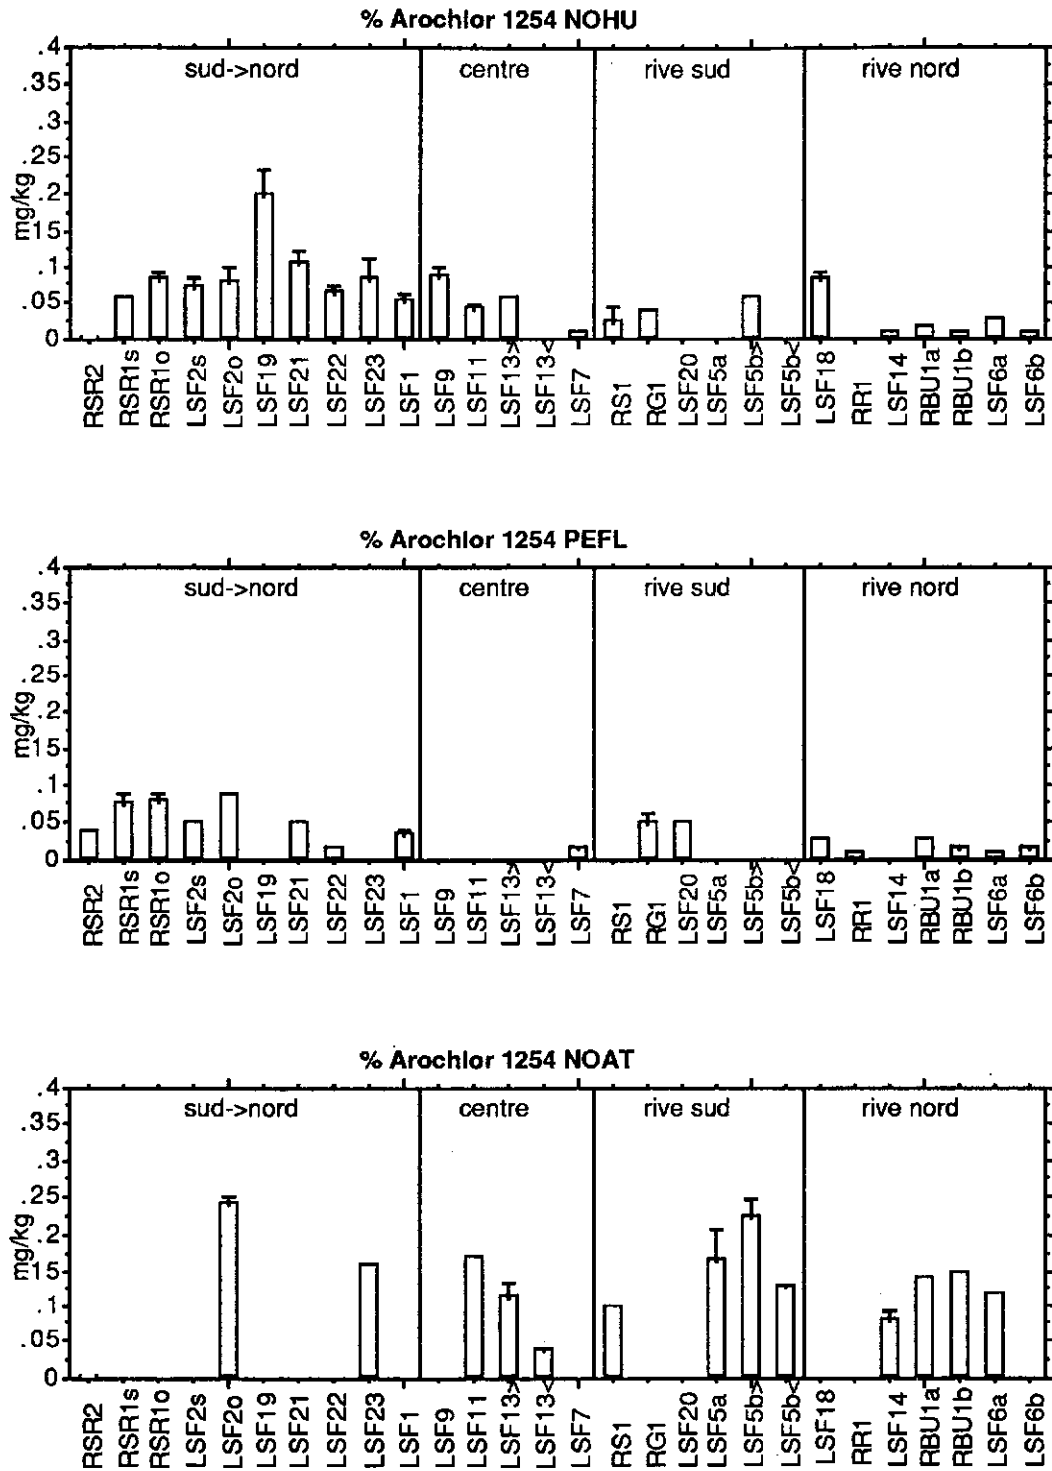 % Arochlor 1254 NOHU
sud->nord centre rive sud rive nord
mg/kg
.4
.35
.3
.25
.2
15
.1
.05
0
RSR2 RSR1s RSR1o LSF2s LSF2o LSF19 LSF21 LSF22 LSF23 LSF1 LSF9 LSF11 LSF13> LSF13< LSF7 RS1 RG1 LSF20 LSF5a LSF5b> LSF5b< LSF18 RR1 LSF14 RBU1a RBU1b LSF6a LSF6b
% Arochlor 1254 PEFL
sud->nord centre rive sud rive nord
mg/kg
.4
.35
.3
.25
.2
15
.1
.05
0
RSR2 RSR1s RSR1o LSF2s LSF2o LSF19 LSF21 LSF22 LSF23 LSF1 LSF9 LSF11 LSF13> LSF13< LSF7 RS1 RG1 LSF20 LSF5a LSF5b> LSF5b< LSF18 RR1 LSF14 RBU1a RBU1b LSF6a LSF6b
% Arochlor 1254 NOAT
sud->nord centre rive sud rive nord
mg/kg
.4
.35
.3
.25
.2
15
.1
.05
0
RSR2 RSR1s RSR1o LSF2s LSF2o LSF19 LSF21 LSF22 LSF23 LSF1 LSF9 LSF11 LSF13> LSF13< LSF7 RS1 RG1 LSF20 LSF5a LSF5b> LSF5b< LSF18 RR1 LSF14 RBU1a RBU1b LSF6a LSF6b